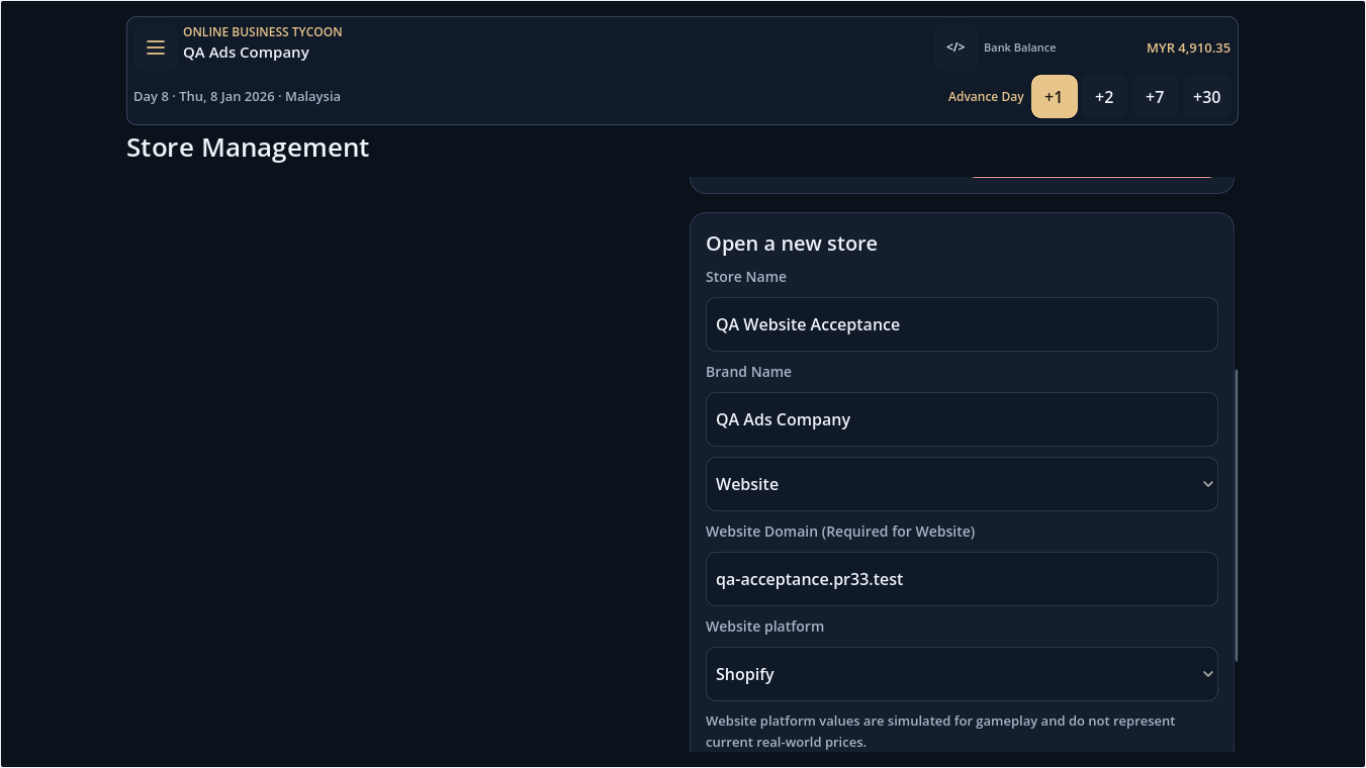 ONLINE BUSINESS TYCOON
QA Ads Company
</>
Bank Balance
MYR 4,910.35
Day 8 · Thu, 8 Jan 2026 · Malaysia
Advance Day
+1
+2
+7
+30
Store Management
Open a new store
Store Name
QA Website Acceptance
Brand Name
QA Ads Company
Website
Website Domain (Required for Website)
qa-acceptance.pr33.test
Website platform
Shopify
Website platform values are simulated for gameplay and do not represent
current real-world prices.